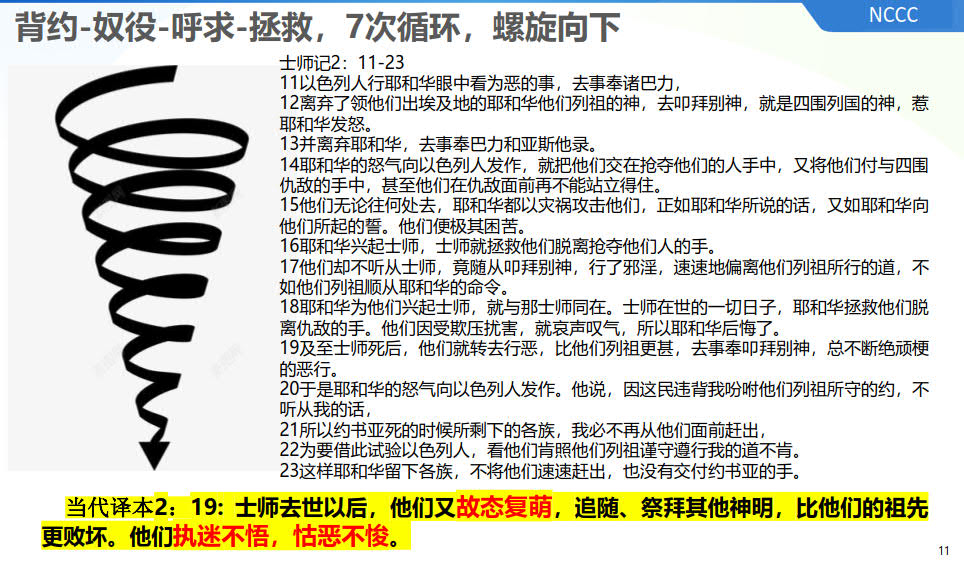 NCCC
背约-奴役-呼求-拯救，7次循环，螺旋向下
士师记2：11-23
11以色列人行耶和华眼中看为恶的事，去事奉诸巴力，
12离弃了领他们出埃及地的耶和华他们列祖的神，去叩拜别神，就是四围列国的神，惹
耶和华发怒。
13并离弃耶和华，去事奉巴力和亚斯他录。
14耶和华的怒气向以色列人发作，就把他们交在抢夺他们的人手中，又将他们付与四围
仇敌的手中，甚至他们在仇敌面前再不能站立得住。
15他们无论往何处去，耶和华都以灾祸攻击他们，正如耶和华所说的话，又如耶和华向
他们所起的誓。他们便极其困苦。
16耶和华兴起士师，士师就拯救他们脱离抢夺他们人的手。
17他们却不听从士师，竟随从叩拜别神，行了邪淫，速速地偏离他们列祖所行的道，不
如他们列祖顺从耶和华的命令。
18耶和华为他们兴起士师，就与那士师同在。士师在世的一切日子，耶和华拯救他们脱
离仇敌的手。他们因受欺压扰害，就哀声叹气，所以耶和华后悔了。
19及至士师死后，他们就转去行恶，比他们列祖更甚，去事奉叩拜别神，总不断绝顽梗
的恶行。
20于是耶和华的怒气向以色列人发作。他说，因这民违背我吩咐他们列祖所守的约，不
听从我的话，
21所以约书亚死的时候所剩下的各族，我必不再从他们面前赶出，
22为要借此试验以色列人，看他们肯照他们列祖谨守遵行我的道不肯。
23这样耶和华留下各族，不将他们速速赶出，也没有交付约书亚的手。
当代译本2：19: 士师去世以后，他们又故态复萌，追随、祭拜其他神明，比他们的祖先
更败坏。他们执迷不悟，怙恶不悛。
11